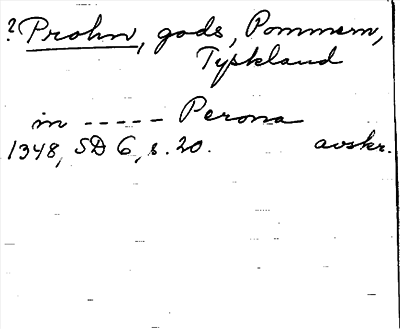 ? Prohn, gods, Pommern,
Tyskland
in ----- Perona
1348, SD 6, s. 20. avskr.